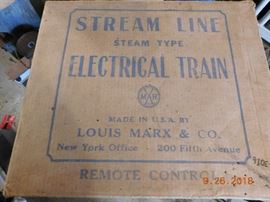 STREAM LINE
STEAM TYPE
ELECTRICAL TRAIN
MAR
MADE IN U.S.A. BY
LOUIS MARX & CO.
New York Office - 200 Fifth Avenue
REMOTE CONTROL
9.26.2018